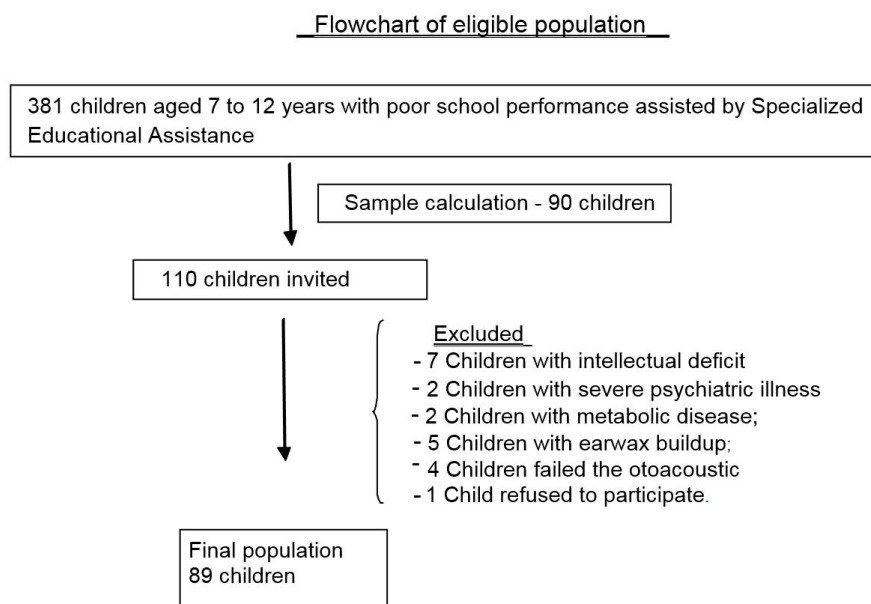 Flowchart of eligible population
381 children aged 7 to 12 years with poor school performance assisted by Specialized
Educational Assistance
Sample calculation - 90 children
110 children invited
Excluded
- 7 Children with intellectual deficit
- 2 Children with severe psychiatric illness
- 2 Children with metabolic disease;
- 5 Children with earwax buildup;
- 4 Children failed the otoacoustic
- 1 Child refused to participate.
Final population
89 children